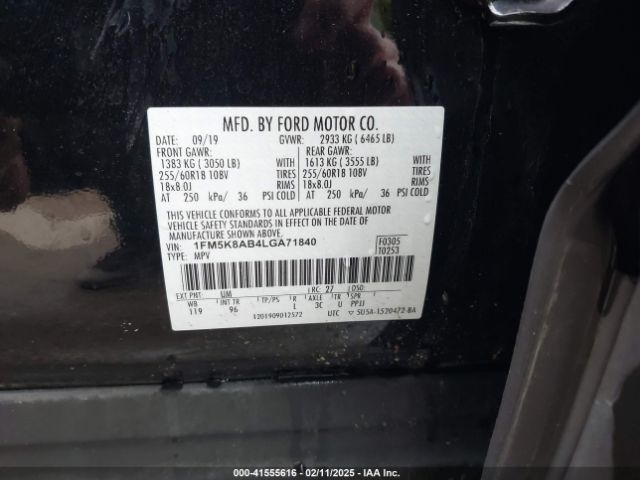 MFD. BY FORD MOTOR CO.
DATE: 09/19 GVWR: 2933 KG ( 6465 LB)
FRONT GAWR: REAR GAWR:
1383 KG ( 3050 LB) WITH 1613 KG ( 3555 LB) WITH
255/60R18 108V TIRES 255/60R18 108V TIRES
18x8.0J RIMS 18x8.0J RIMS
AT 250 kPa/ 36 PSI COLD AT 250 kPa/ 36 PSI COLD
THIS VEHICLE CONFORMS TO ALL APPLICABLE FEDERAL MOTOR
VEHICLE SAFETY STANDARDS IN EFFECT ON THE DATE OF
MANUFACTURE SHOWN ABOVE.
VIN: 1FM5K8AB4LGA71840 F0305
TYPE: MPV T0253
EXT PNT: UM RC: 27 DSO:
WB INT TR TP/PS R AXLE TR SPR
119 96 L 3C U PPJJ
1201909012572 UTC ▽ 5U5A-1520472-BA
000-41555616 - 02/11/2025 - IAAI.com